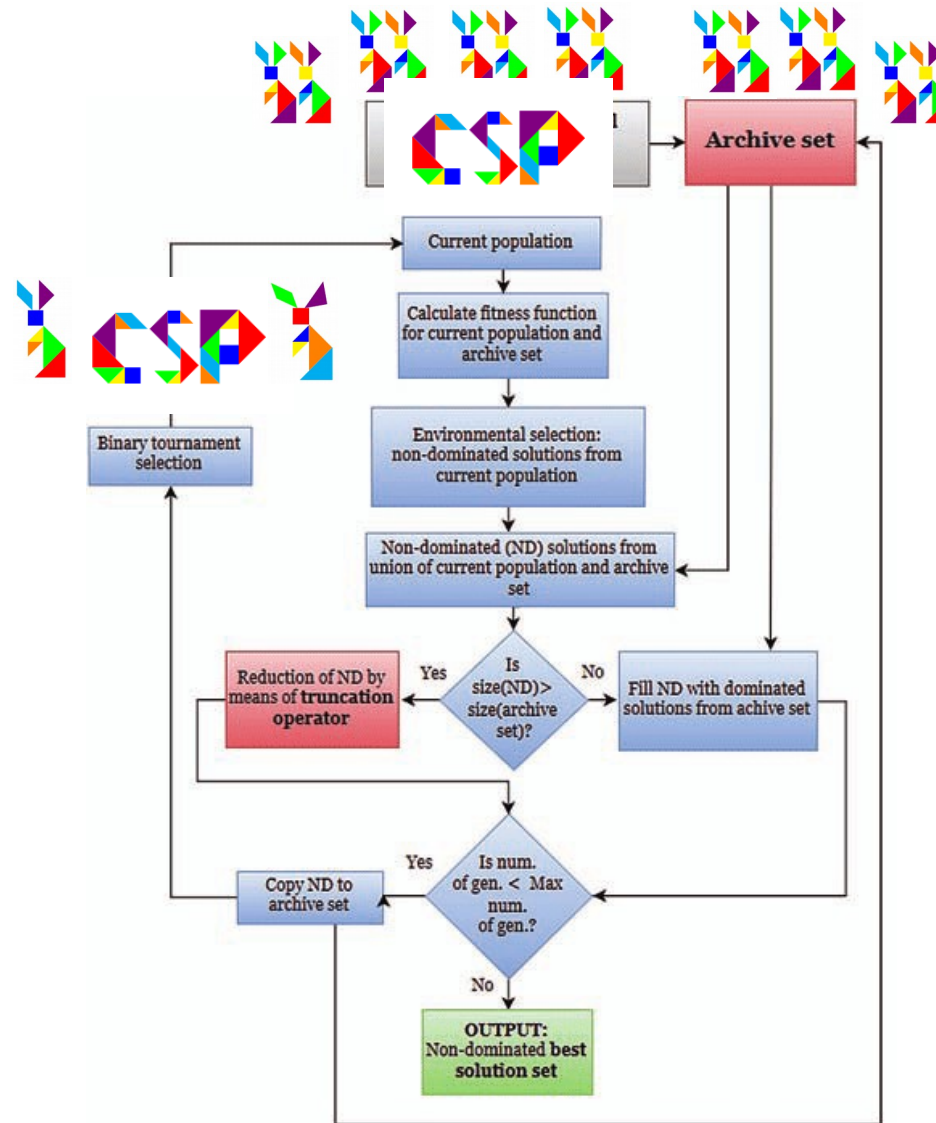 CSP
Archive set
Current population
Calculate fitness function
for current population and
archive set
CSP
Environmental selection:
non-dominated solutions from
current population
Binary tournament
selection
Non-dominated (ND) solutions from
union of current population and archive
set
Yes
Is
size(ND)>
size(archive
set)?
No
Reduction of ND by
means of truncation
operator
Fill ND with dominated
solutions from achive set
Yes
Is num.
of gen. < Max
num.
of gen.?
Copy ND to
archive set
No
OUTPUT:
Non-dominated best
solution set